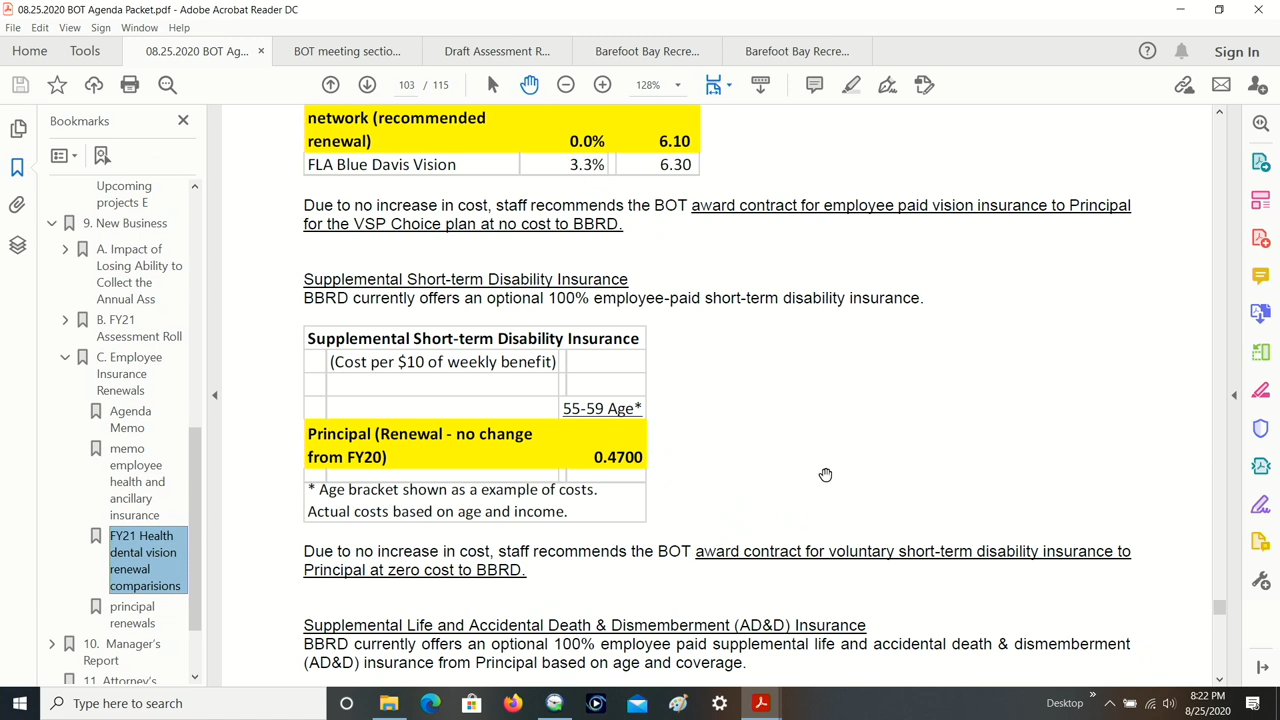 08.25.2020 BOT Agenda Packet.pdf - Adobe Acrobat Reader DC
File Edit View Sign Window Help
Home Tools 08.25.2020 BOT Ag... × BOT meeting sectio... Draft Assessment R... Barefoot Bay Recre... Barefoot Bay Recre... Sign In
103 / 115 128%
Bookmarks
Upcoming
projects E
9. New Business
A. Impact of
Losing Ability to
Collect the
Annual Ass
B. FY21
Assessment Roll
C. Employee
Insurance
Renewals
Agenda
Memo
memo
employee
health and
ancillary
insurance
FY21 Health
dental vision
renewal
comparisions
principal
renewals
10. Manager's
Report
11. Attorney's
network (recommended
renewal) 0.0% 6.10
FLA Blue Davis Vision 3.3% 6.30
Due to no increase in cost, staff recommends the BOT award contract for employee paid vision insurance to Principal
for the VSP Choice plan at no cost to BBRD.
Supplemental Short-term Disability Insurance
BBRD currently offers an optional 100% employee-paid short-term disability insurance.
Supplemental Short-term Disability Insurance
(Cost per $10 of weekly benefit)
55-59 Age*
Principal (Renewal - no change
from FY20) 0.4700
* Age bracket shown as a example of costs.
Actual costs based on age and income.
Due to no increase in cost, staff recommends the BOT award contract for voluntary short-term disability insurance to
Principal at zero cost to BBRD.
Supplemental Life and Accidental Death & Dismemberment (AD&D) Insurance
BBRD currently offers an optional 100% employee paid supplemental life and accidental death & dismemberment
(AD&D) insurance from Principal based on age and coverage.
Type here to search
Desktop
8:22 PM
8/25/2020